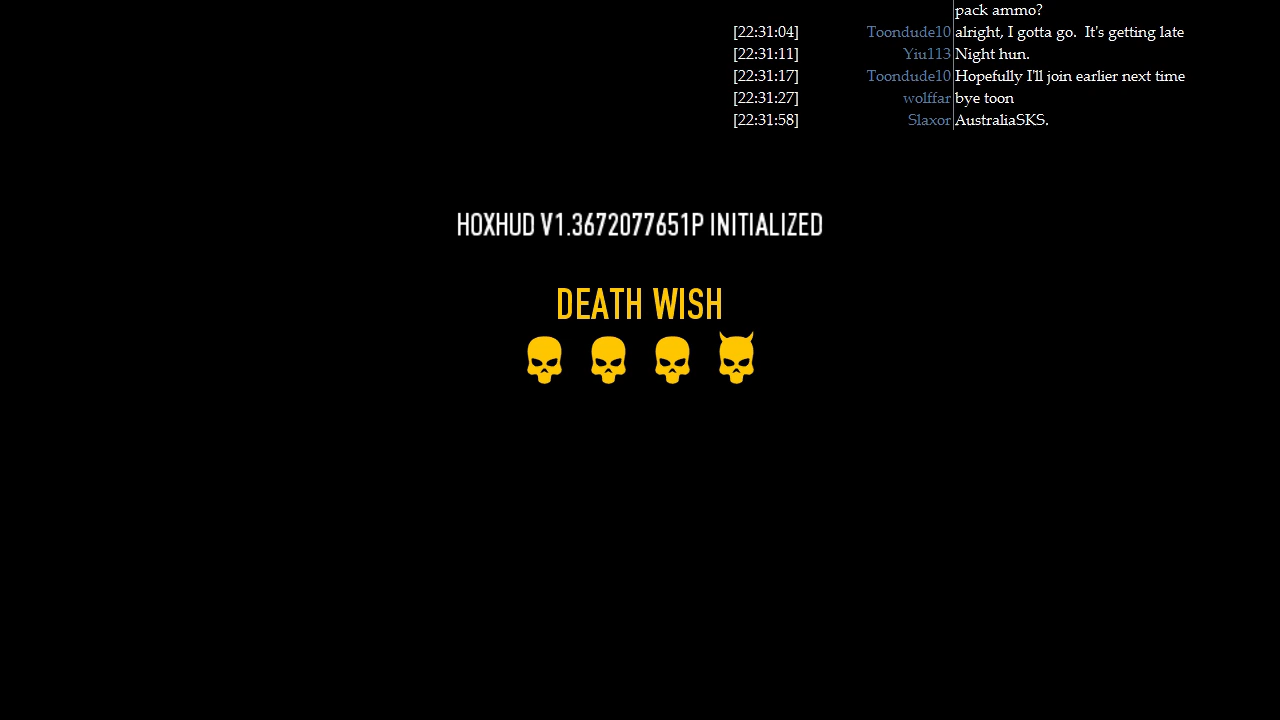 pack ammo?
[22:31:04] Toondude10 alright, I gotta go.  It's getting late
[22:31:11] Yiu113 Night hun.
[22:31:17] Toondude10 Hopefully I'll join earlier next time
[22:31:27] wolffar bye toon
[22:31:58] Slaxor AustraliaSKS.
HOXHUD V1.3672077651P INITIALIZED
DEATH WISH